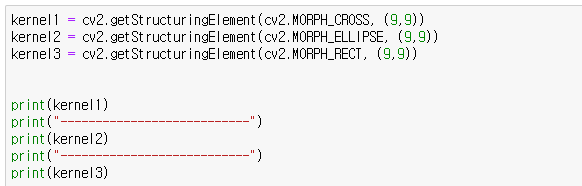 kernel1 = cv2.getStructuringElement(cv2.MORPH_CROSS, (9,9))
kernel2 = cv2.getStructuringElement(cv2.MORPH_ELLIPSE, (9,9))
kernel3 = cv2.getStructuringElement(cv2.MORPH_RECT, (9,9))
print(kernel1)
print("---------------------------")
print(kernel2)
print("---------------------------")
print(kernel3)